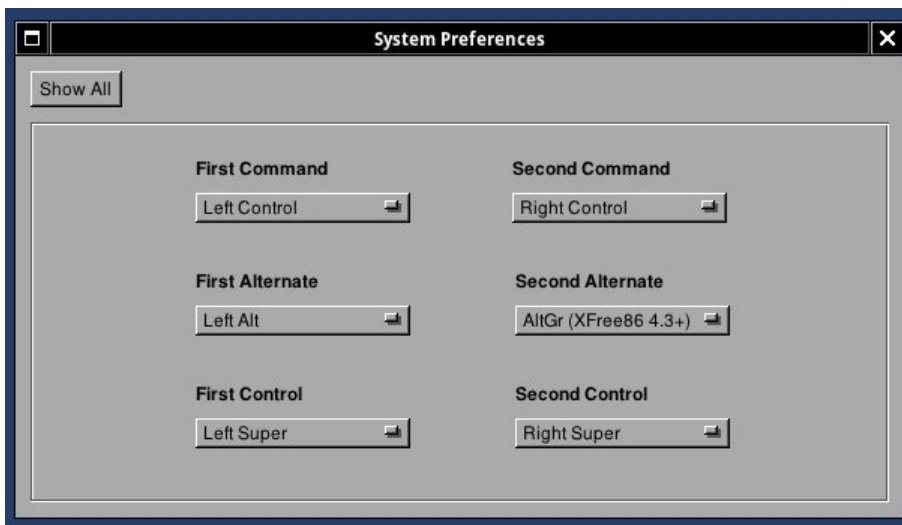 System Preferences
Show All
First Command
Second Command
Left Control
Right Control
First Alternate
Second Alternate
Left Alt
AltGr (XFree86 4.3+)
First Control
Second Control
Left Super
Right Super